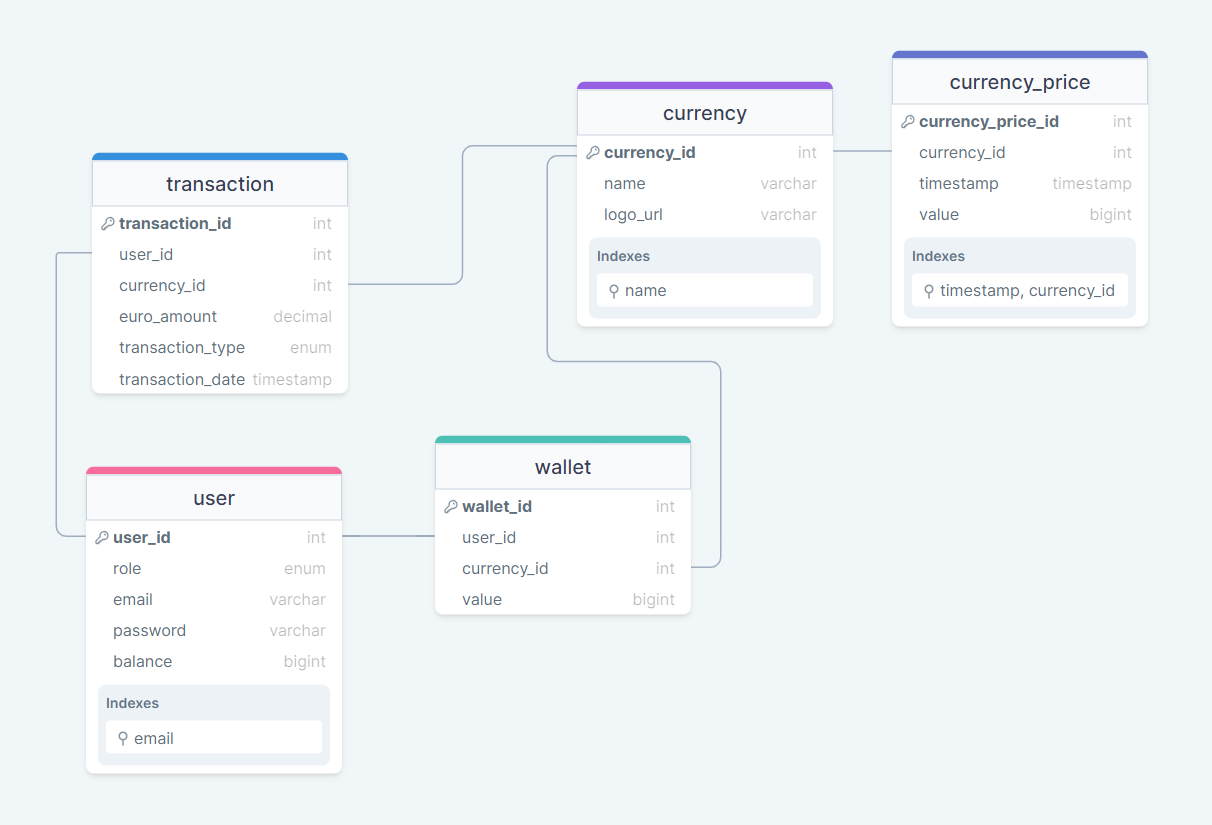 transaction
transaction_id int
user_id int
currency_id int
euro_amount decimal
transaction_type enum
transaction_date timestamp
currency
currency_id int
name varchar
logo_url varchar
Indexes
name
currency_price
currency_price_id int
currency_id int
timestamp timestamp
value bigint
Indexes
timestamp, currency_id
user
user_id int
role enum
email varchar
password varchar
balance bigint
Indexes
email
wallet
wallet_id int
user_id int
currency_id int
value bigint